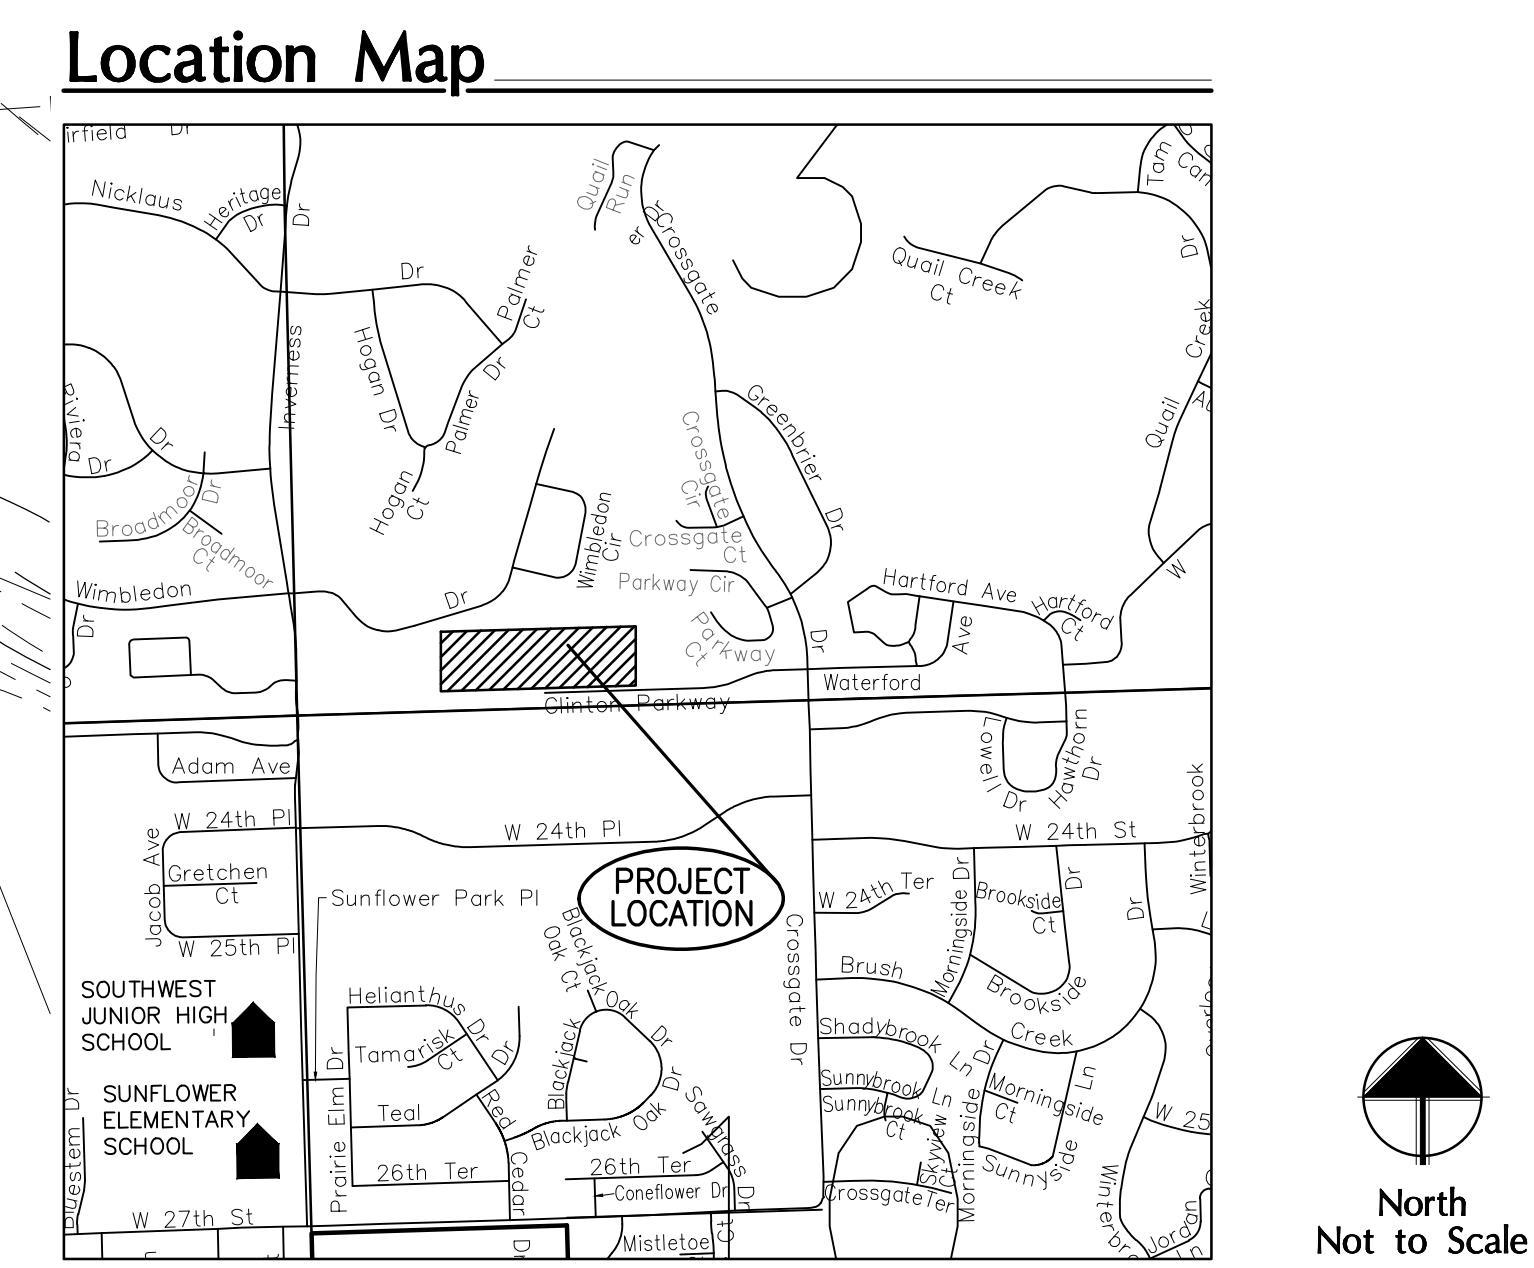 Location Map
irfield Dr
Nicklaus
Heritage
Dr
Dr
Dr
Quail
Run
er Dr
Crossgate
Quail Creek
Ct
Tam
Dr
Palmer
Ct
Inverness
Hogan Dr
Dr
Palmer
Hogan
Ct
Creek
Quail
Riviera
Dr
Dr
Broadmoor
Dr
Broadmoor
Ct
Crossgate
Cir
Greenbrier
Dr
Crossgate
Ct
Wimbledon
Cir
Parkway Cir
Parkway
Ct
Dr
Wimbledon
Dr
Dr
Hartford Ave
Hartford
Ct
Ave
W
Waterford
Clinton Parkway
Lowell
Dr
Hawthorn
Dr
Adam Ave
W 24th Pl
W 24th Pl
W 24th St
Winterbrook
Jacob Ave
Gretchen
Ct
W 25th Pl
Sunflower Park Pl
PROJECT
LOCATION
W 24th Ter
Morningside Dr
Brookside
Ct
Dr
Dr
Brookside
Crossgate Dr
Brush
Creek
Blackjack
Oak Ct
SOUTHWEST
JUNIOR HIGH
SCHOOL
Helianthus
Dr
Tamarisk
Ct
Dr
Oak
Dr
Blackjack
Shadybrook
Ln
Dr
Sunnybrook
Ln
Sunnybrook
Ct
Morningside
Ct
Ln
SUNFLOWER
ELEMENTARY
SCHOOL
Teal
Red
Prairie Elm Dr
Blackjack
Oak
Dr
Sawgrass Dr
Skyview
Ct
Morningside
Sunnyside
W 25
26th Ter
Cedar
26th Ter
Coneflower Dr
Crossgate Ter
Bluestem Dr
W 27th St
Dr
Mistletoe
Ct
Jordan
Ln
North
Not to Scale